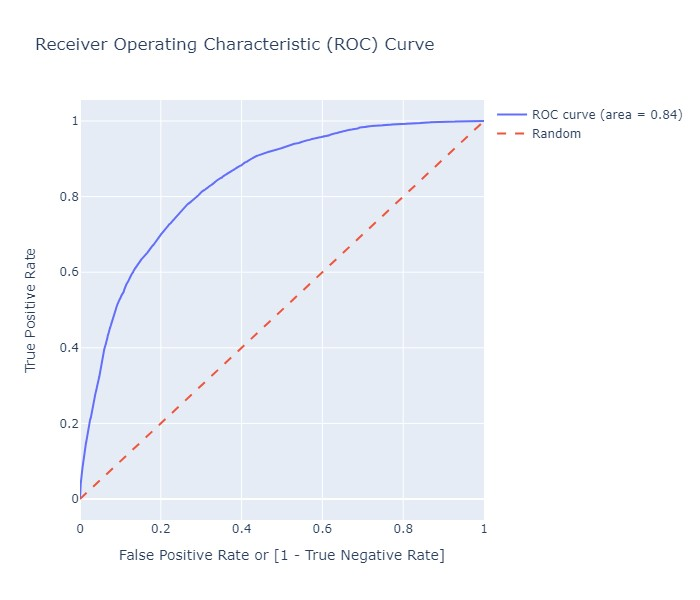 Receiver Operating Characteristic (ROC) Curve
ROC curve (area = 0.84)
Random
True Positive Rate
1
0.8
0.6
0.4
0.2
0
0 0.2 0.4 0.6 0.8 1
False Positive Rate or [1 - True Negative Rate]